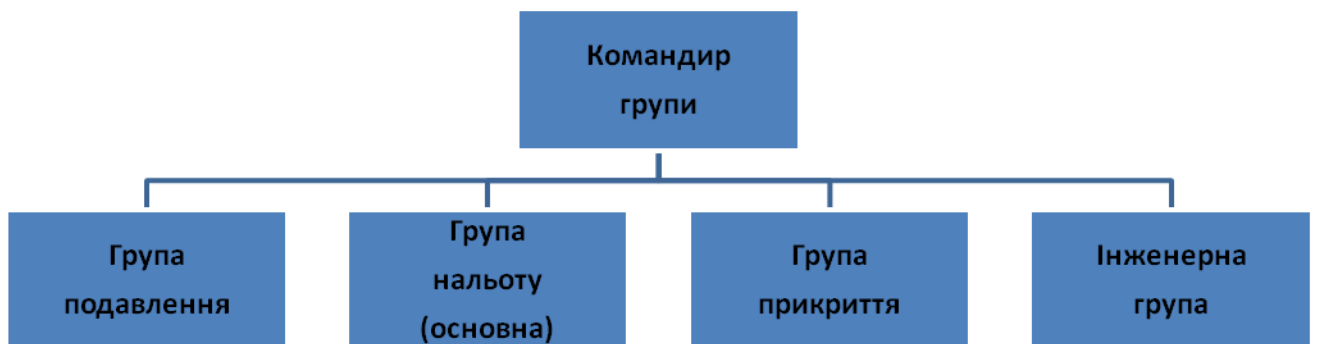 Командир
групи
Група
подавлення
Група
нальоту
(основна)
Група
прикриття
Інженерна
група